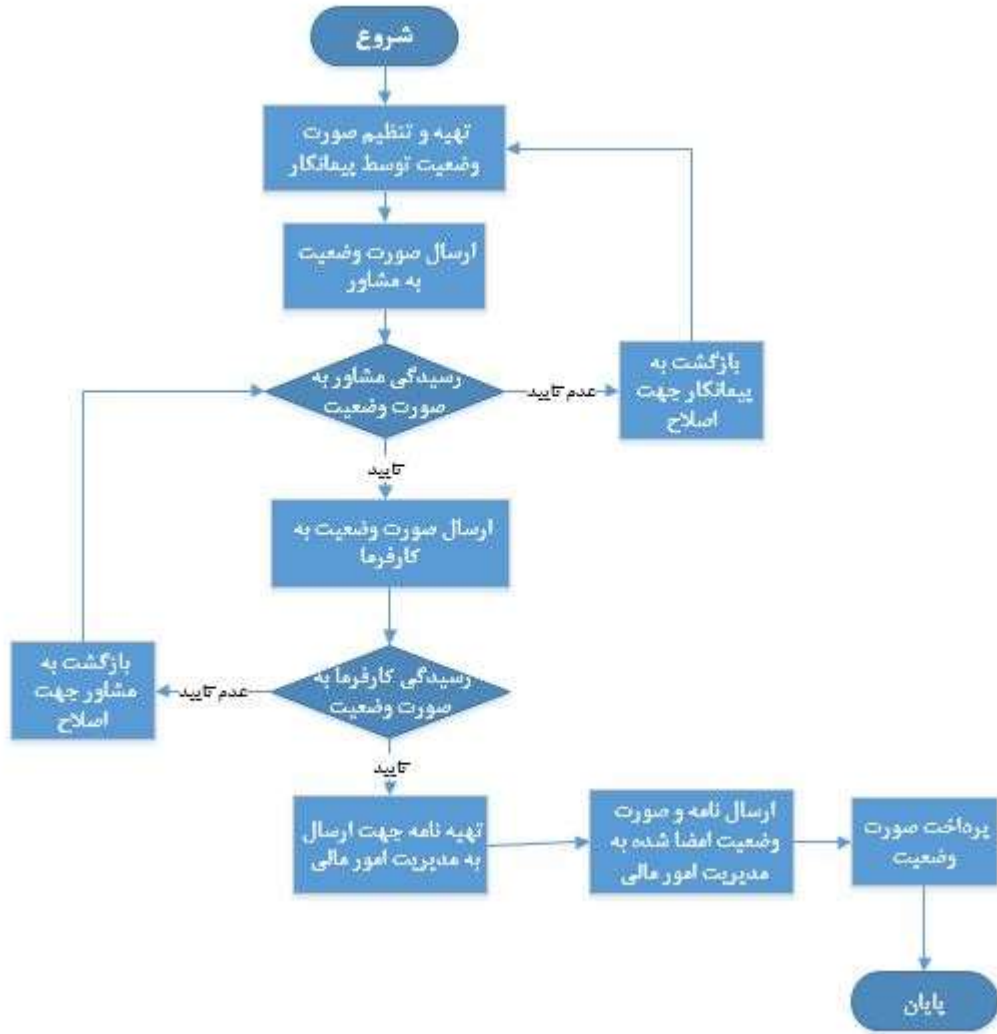 شروع
تهیه و تنظیم صورت
وضعیت توسط پیمانکار
ارسال صورت وضعیت
به مشاور
رسیدگی مشاور به
صورت وضعیت
عدم تایید
بازگشت به
پیمانکار جهت
اصلاح
تایید
ارسال صورت وضعیت به
کارفرما
رسیدگی کارفرما به
صورت وضعیت
عدم تایید
بازگشت به
مشاور جهت
اصلاح
تایید
تهیه نامه جهت ارسال
به مدیریت امور مالی
ارسال نامه و صورت
وضعیت امضا شده به
مدیریت امور مالی
پرداخت صورت
وضعیت
پایان